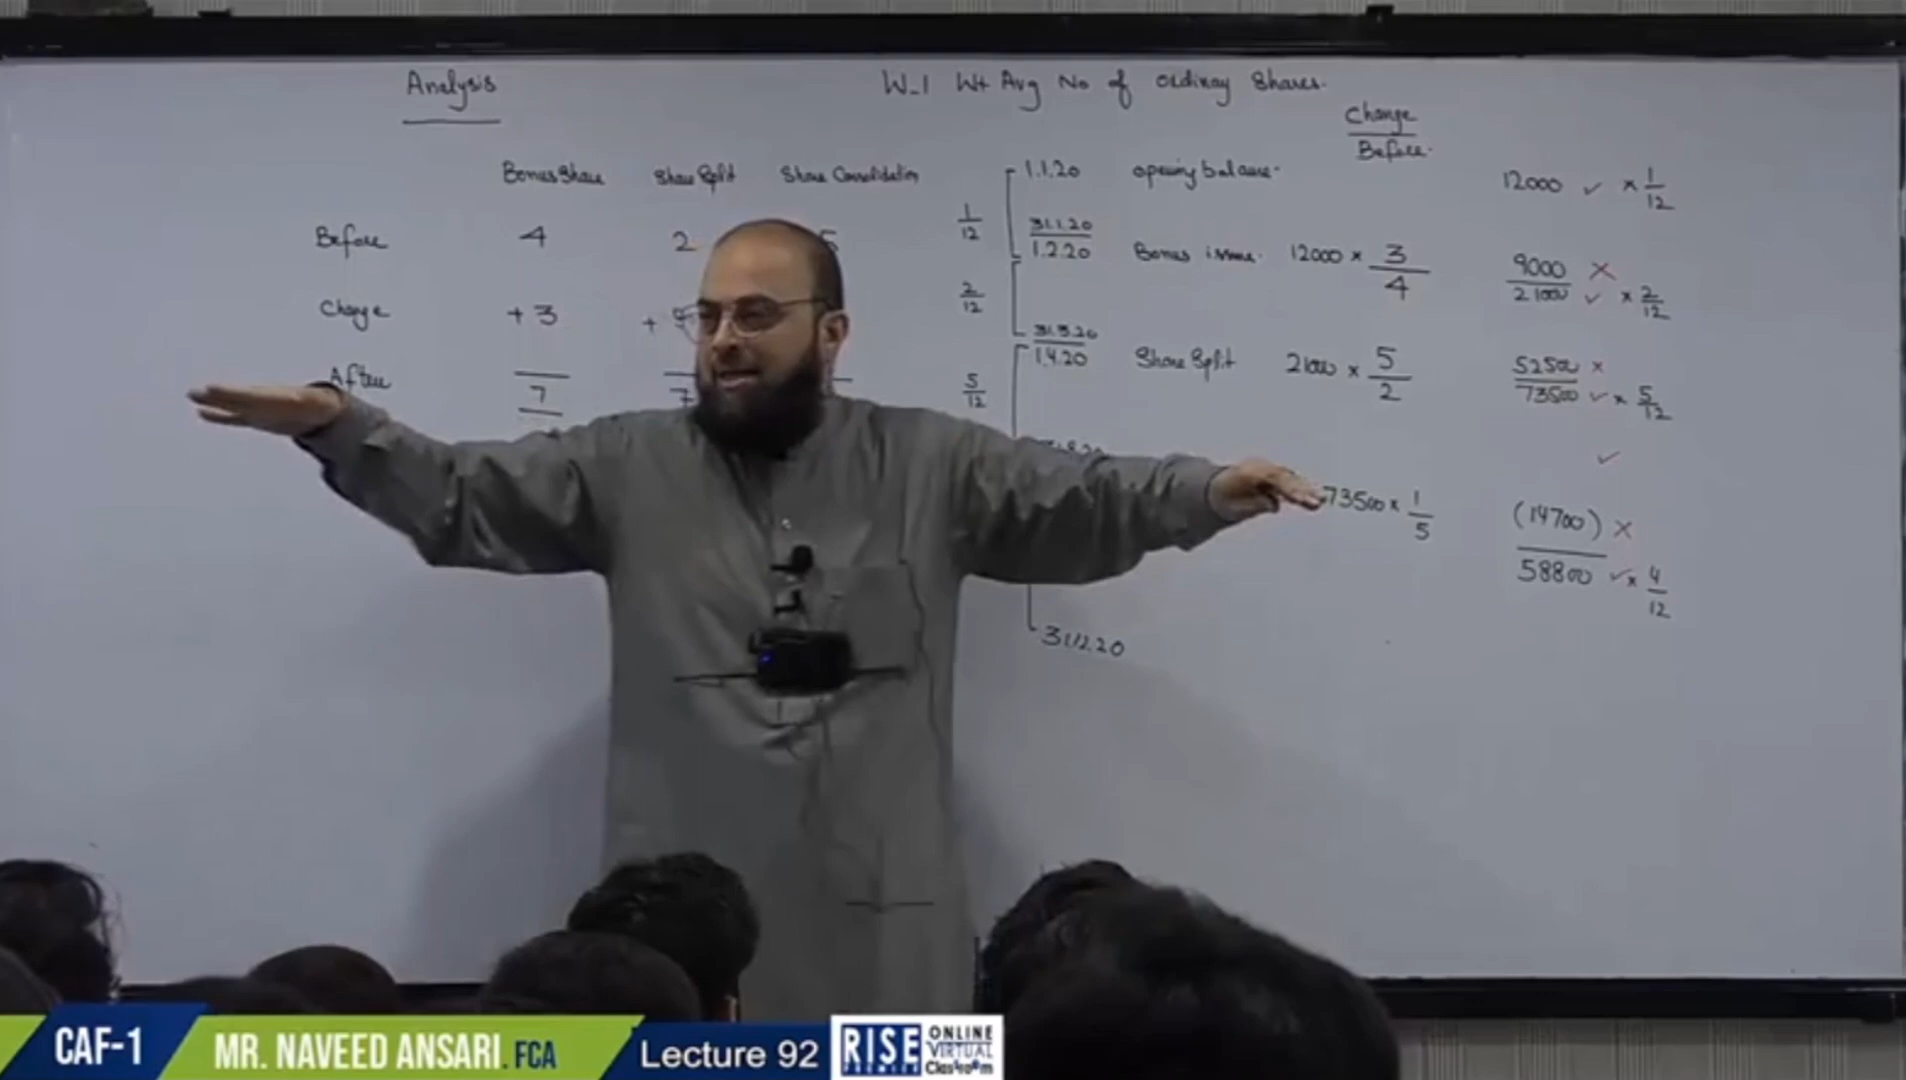 Analysis
Bonus Share Share Split Share Consolidation
Before 4 2 5
Change +3 +
After 7 7
W_1 Wt Avg No of Ordinary Shares.
Change
Before.
1.1.20 opening balance. 12000 ✓ × 1/12
1/12
31.1.20
1.2.20 Bonus issue. 12000 × 3/4 9000 ×
21000 ✓ × 2/12
2/12
31.3.20
1.4.20 Share Split 21000 × 5/2 52500 ×
73500 ✓ × 5/12
5/12
✓
73500 × 1/5 (14700) ×
58800 ✓ × 4/12
31.12.20
CAF-1
MR. NAVEED ANSARI. FCA
Lecture 92
RISE
PREMIER
ONLINE
VIRTUAL
Classroom